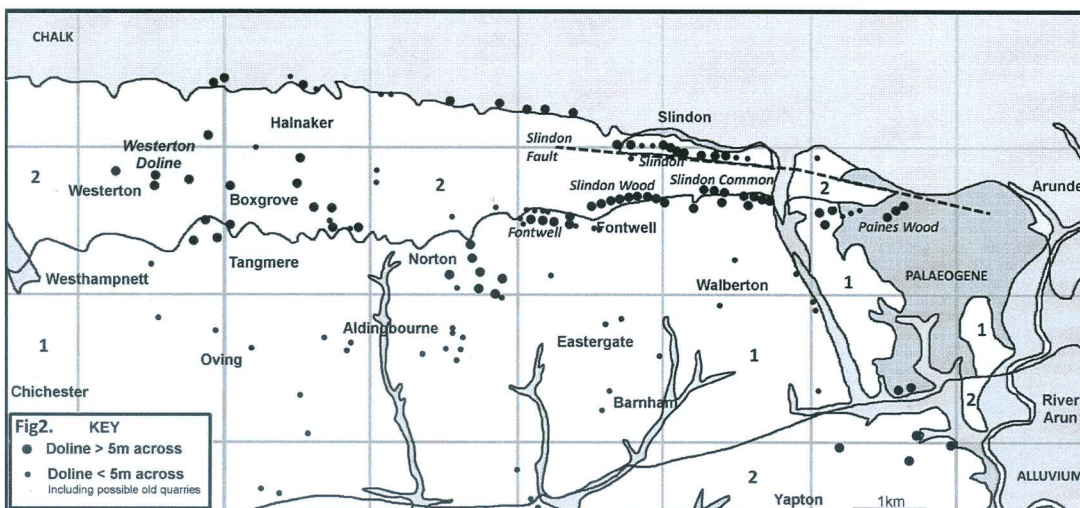 CHALK
Slindon
Halnaker
Westerton
Doline
Slindon
Fault
Slindon
2
Westerton
2
Slindon Wood
Slindon Common
2
Arunde
Boxgrove
Fontwell
Fontwell
Paines Wood
Tangmere
Norton
Westhampnett
Walberton
1
PALAEOGENE
Aldingbourne
Eastergate
1
1
Oving
1
Chichester
Barnham
2
River
Arun
Fig2. KEY
Doline > 5m across
Doline < 5m across
Including possible old quarries
2
Yapton
1km
ALLUVIUM